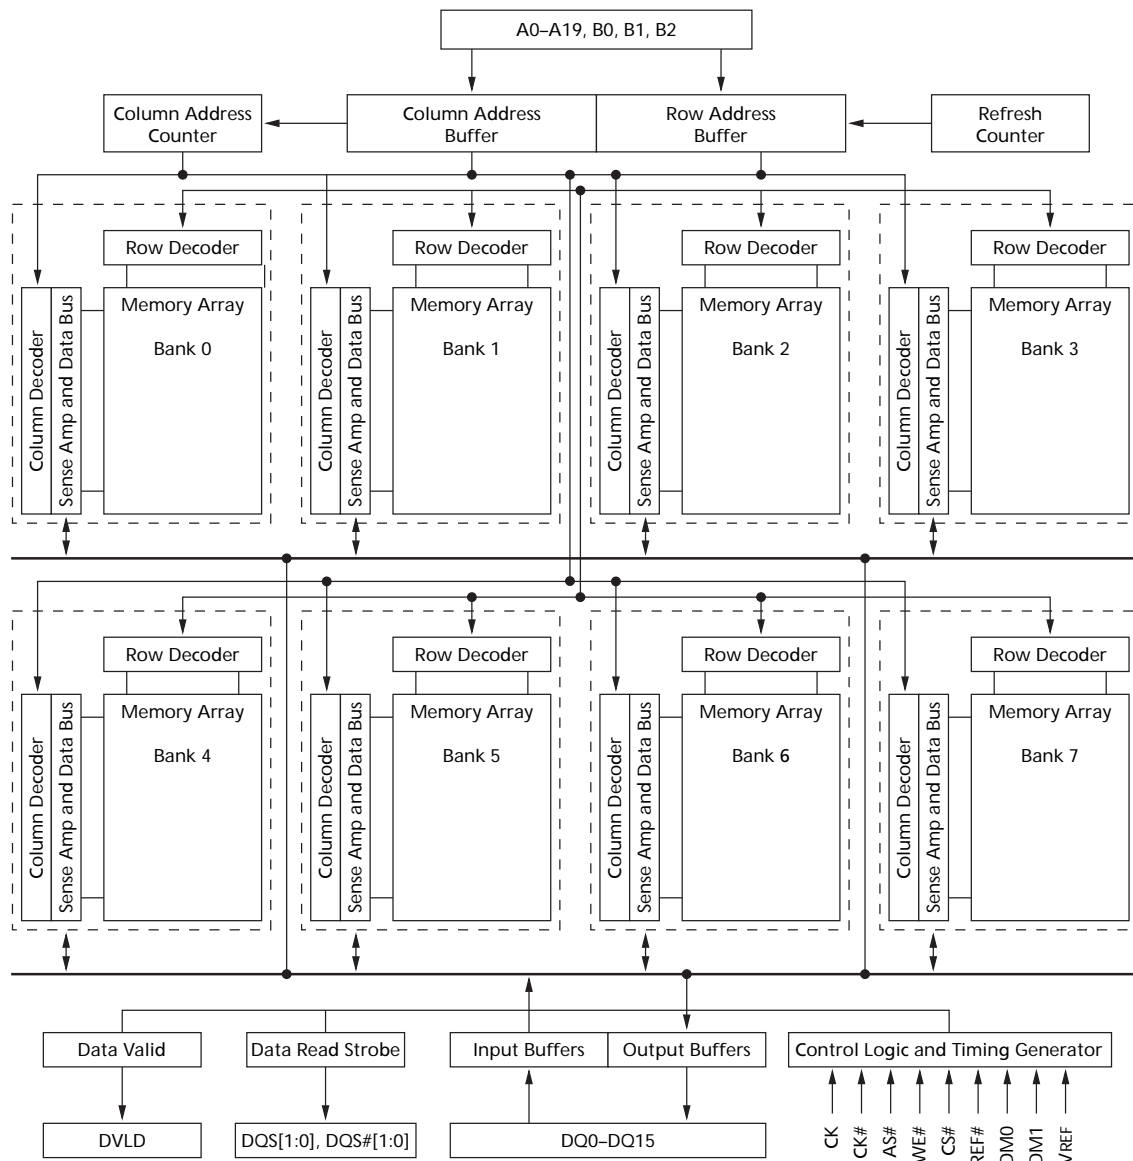 A0–A19, B0, B1, B2
Column Address
Counter
Column Address
Buffer
Row Address
Buffer
Refresh
Counter
Row Decoder
Row Decoder
Row Decoder
Row Decoder
Column Decoder
Sense Amp and Data Bus
Memory Array
Bank 0
Column Decoder
Sense Amp and Data Bus
Memory Array
Bank 1
Column Decoder
Sense Amp and Data Bus
Memory Array
Bank 2
Column Decoder
Sense Amp and Data Bus
Memory Array
Bank 3
Row Decoder
Row Decoder
Row Decoder
Row Decoder
Column Decoder
Sense Amp and Data Bus
Memory Array
Bank 4
Column Decoder
Sense Amp and Data Bus
Memory Array
Bank 5
Column Decoder
Sense Amp and Data Bus
Memory Array
Bank 6
Column Decoder
Sense Amp and Data Bus
Memory Array
Bank 7
Data Valid
Data Read Strobe
Input Buffers
Output Buffers
Control Logic and Timing Generator
DVLD
DQS[1:0], DQS#[1:0]
DQ0–DQ15
CK
CK#
AS#
WE#
CS#
REF#
DM0
DM1
VREF